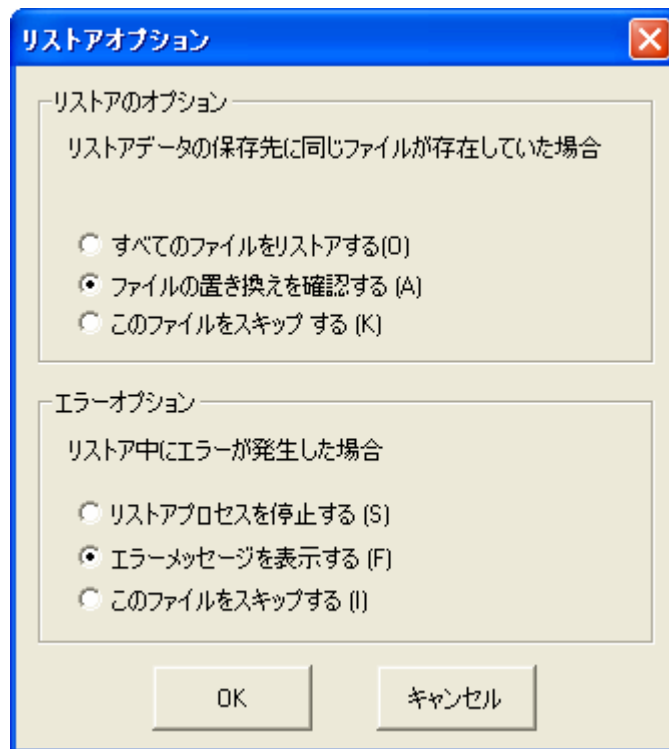 リストアオプション
リストアのオプション
リストアデータの保存先に同じファイルが存在していた場合
すべてのファイルをリストアする(O)
ファイルの置き換えを確認する (A)
このファイルをスキップ する (K)
エラーオプション
リストア中にエラーが発生した場合
リストアプロセスを停止する (S)
エラーメッセージを表示する (F)
このファイルをスキップする (I)
OK
キャンセル